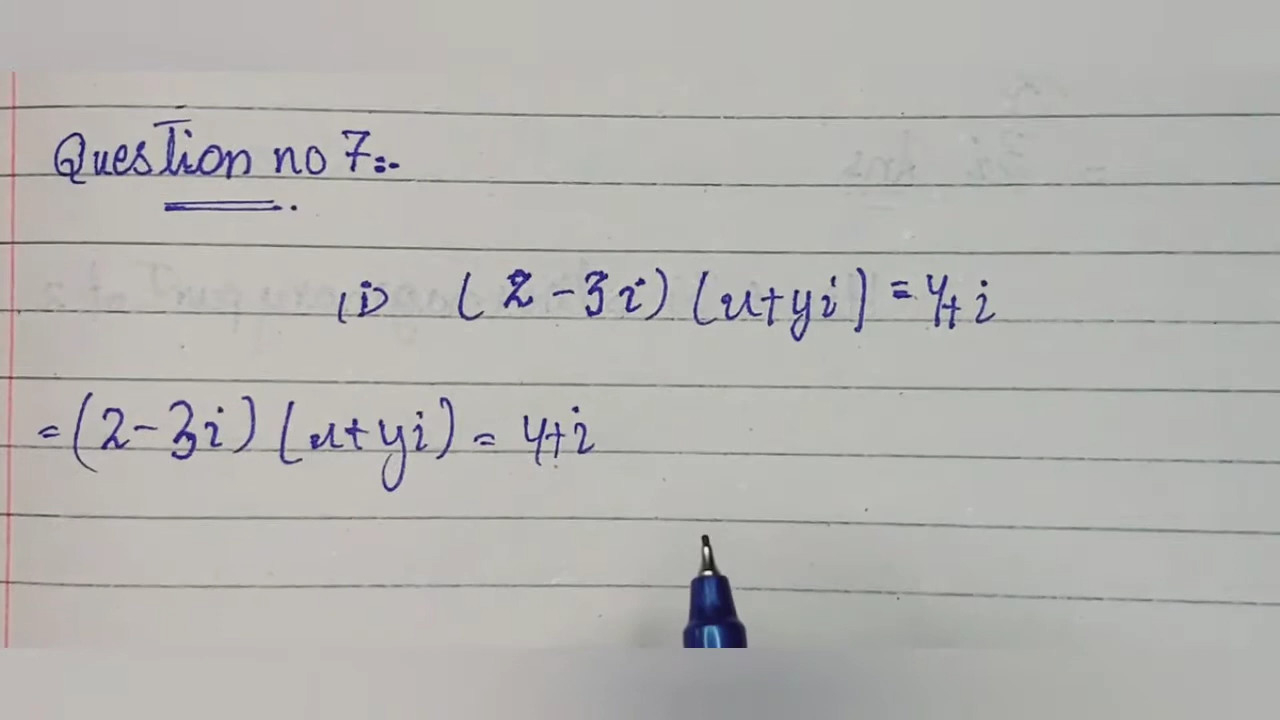 Question no 7:-
(i) (2-3i) (x+yi) = 4+i
= (2-3i) (x+yi) = 4+i